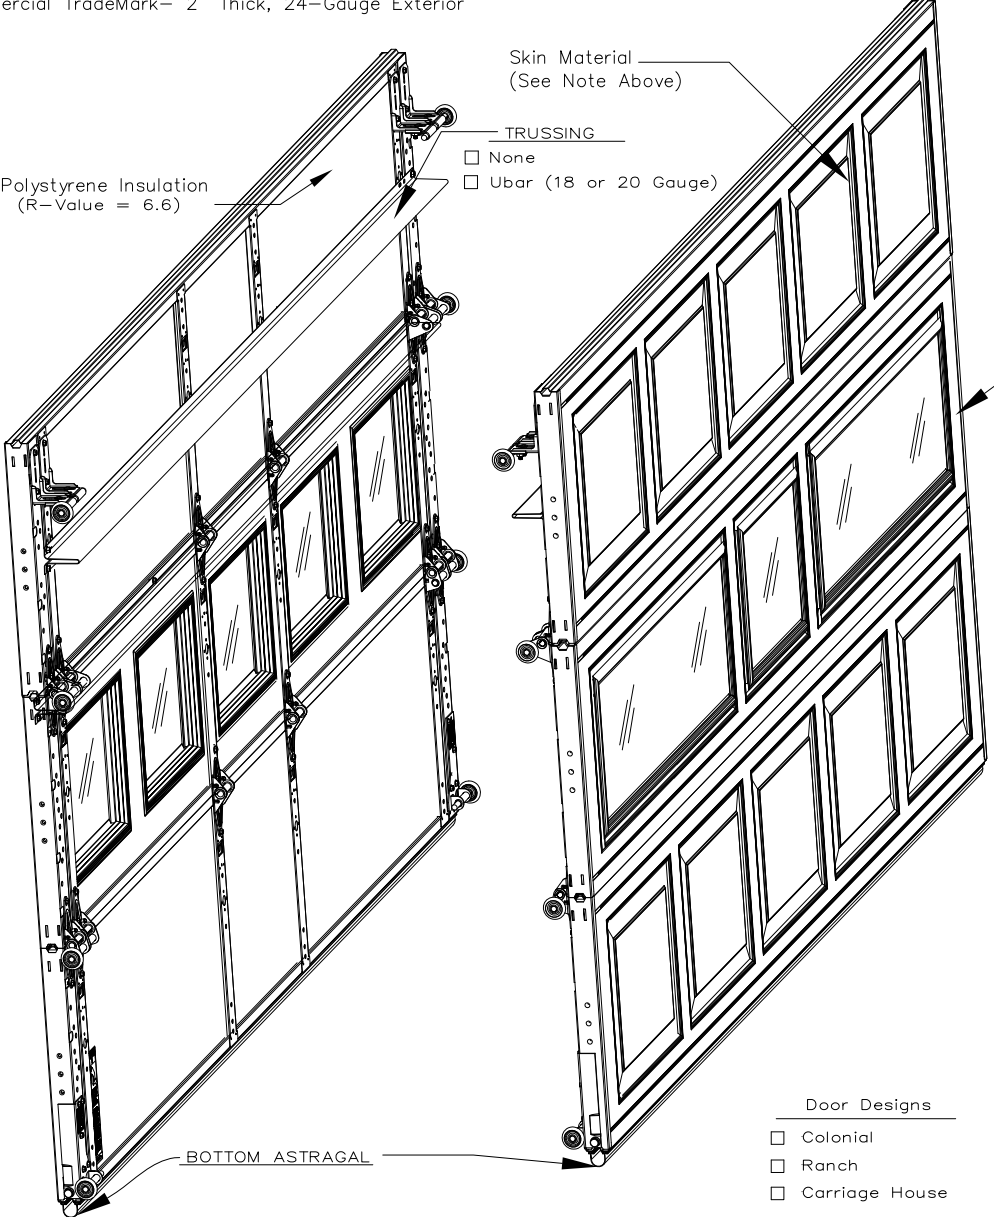 TradeMark– 2" Thick, 24–Gauge Exterior
Skin Material
(See Note Above)
TRUSSING
□ None
□ Ubar (18 or 20 Gauge)
Polystyrene Insulation
(R–Value = 6.6)
BOTTOM ASTRAGAL
Door Designs
□ Colonial
□ Ranch
□ Carriage House